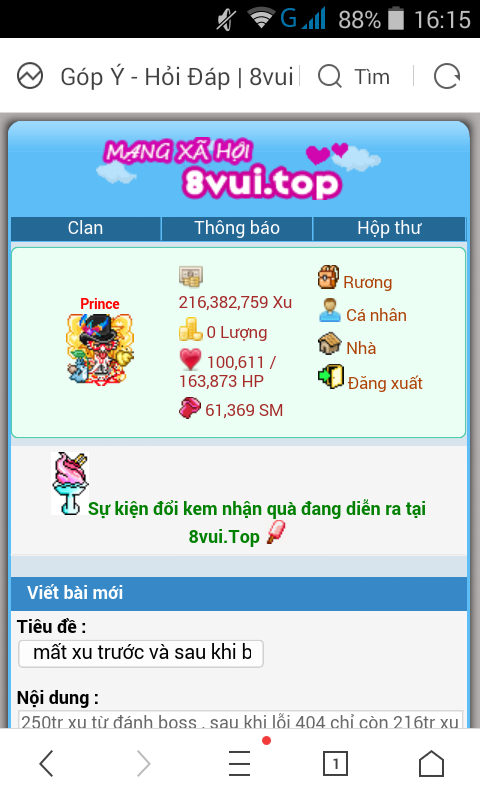 G 88% 16:15
Góp Ý - Hỏi Đáp | 8vui Tìm
MẠNG XÃ HỘI
8vui.top
Clan Thông báo Hộp thư
Prince
216,382,759 Xu
0 Lượng
100,611 /
163,873 HP
61,369 SM
Rương
Cá nhân
Nhà
Đăng xuất
Sự kiện đổi kem nhận quà đang diễn ra tại
8vui.Top
Viết bài mới
Tiêu đề :
mất xu trước và sau khi b
Nội dung :
250tr xu từ đánh boss , sau khi lỗi 404 chỉ còn 216tr xu
1